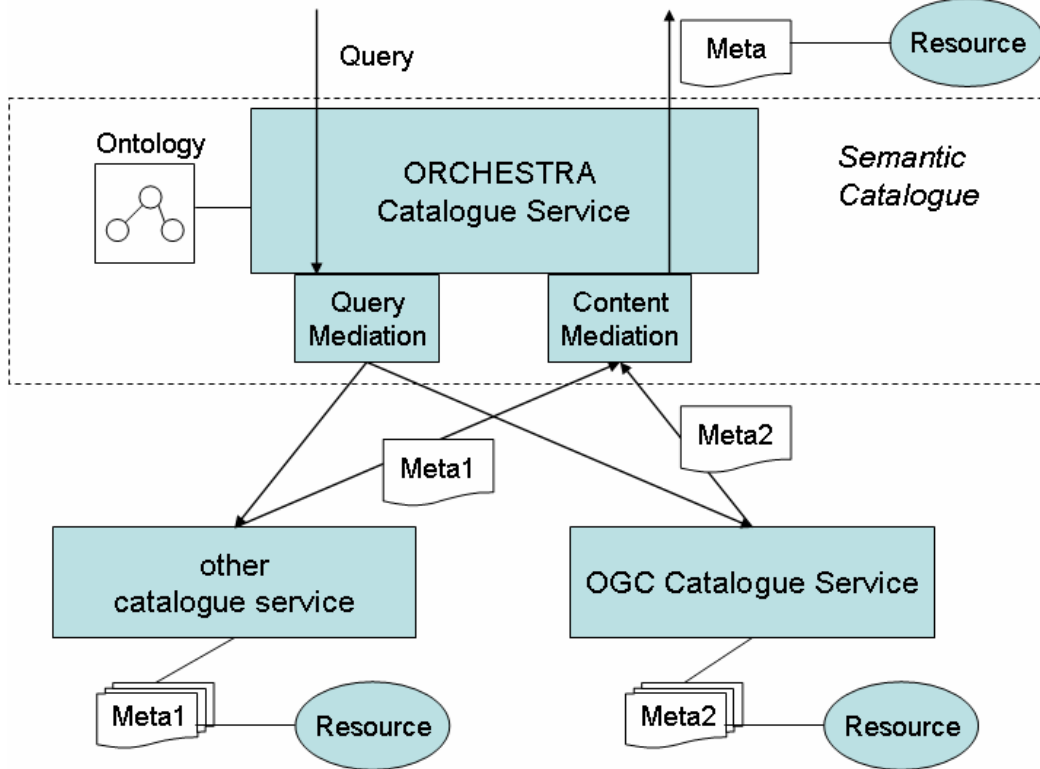 Query
Meta
Resource
Ontology
ORCHESTRA
Catalogue Service
Semantic
Catalogue
Query
Mediation
Content
Mediation
Meta1
Meta2
other
catalogue service
OGC Catalogue Service
Meta1
Resource
Meta2
Resource